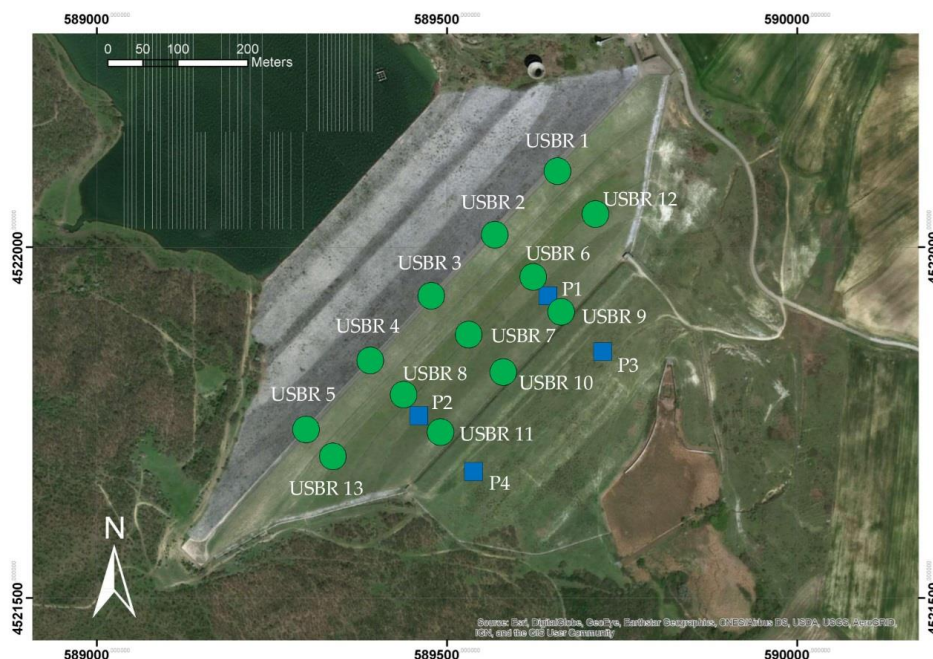 589000
589500
590000
0 50 100 200
Meters
USBR 1
USBR 2
USBR 12
4522000
4522000
USBR 3
USBR 6
P1
USBR 9
USBR 4
USBR 7
P3
USBR 8
USBR 10
USBR 5
P2
USBR 11
USBR 13
P4
N
4521500
4521500
Source: Esri, DigitalGlobe, GeoEye, Earthstar Geographics, CNES/Airbus DS, USDA, USGS, AeroGRID,
IGN, and the GIS User Community
589000
589500
590000